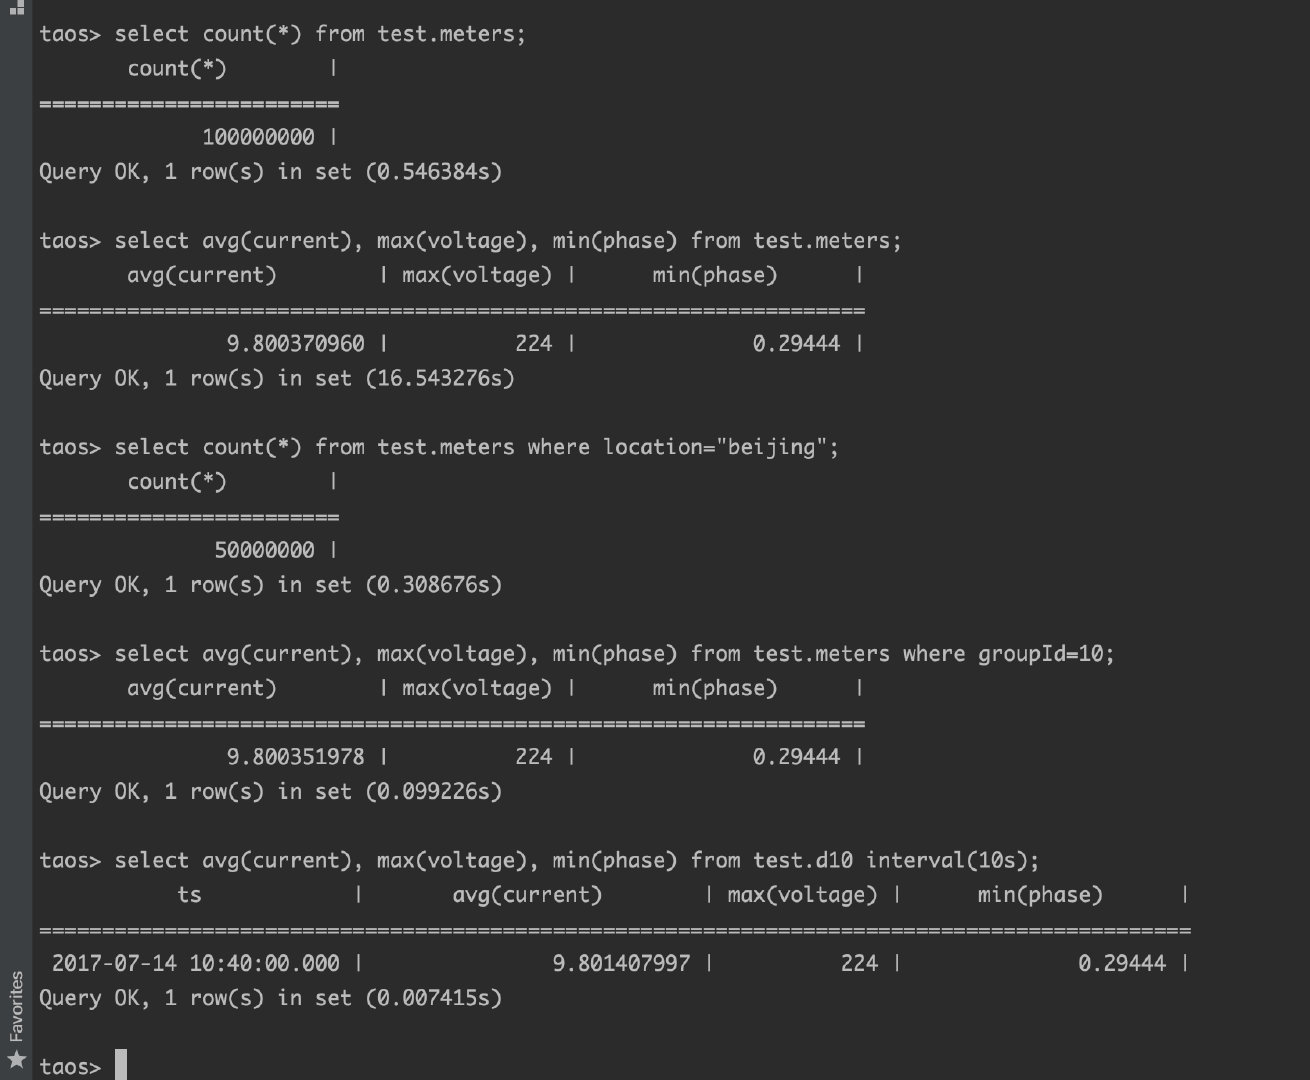 taos> select count(*) from test.meters;
count(*) |
========================
100000000 |
Query OK, 1 row(s) in set (0.546384s)
taos> select avg(current), max(voltage), min(phase) from test.meters;
avg(current) | max(voltage) | min(phase) |
==================================================================
9.800370960 | 224 | 0.29444 |
Query OK, 1 row(s) in set (16.543276s)
taos> select count(*) from test.meters where location="beijing";
count(*) |
========================
50000000 |
Query OK, 1 row(s) in set (0.308676s)
taos> select avg(current), max(voltage), min(phase) from test.meters where groupId=10;
avg(current) | max(voltage) | min(phase) |
==================================================================
9.800351978 | 224 | 0.29444 |
Query OK, 1 row(s) in set (0.099226s)
taos> select avg(current), max(voltage), min(phase) from test.d10 interval(10s);
ts | avg(current) | max(voltage) | min(phase) |
============================================================================================
2017-07-14 10:40:00.000 | 9.801407997 | 224 | 0.29444 |
Query OK, 1 row(s) in set (0.007415s)
taos>
Favorites